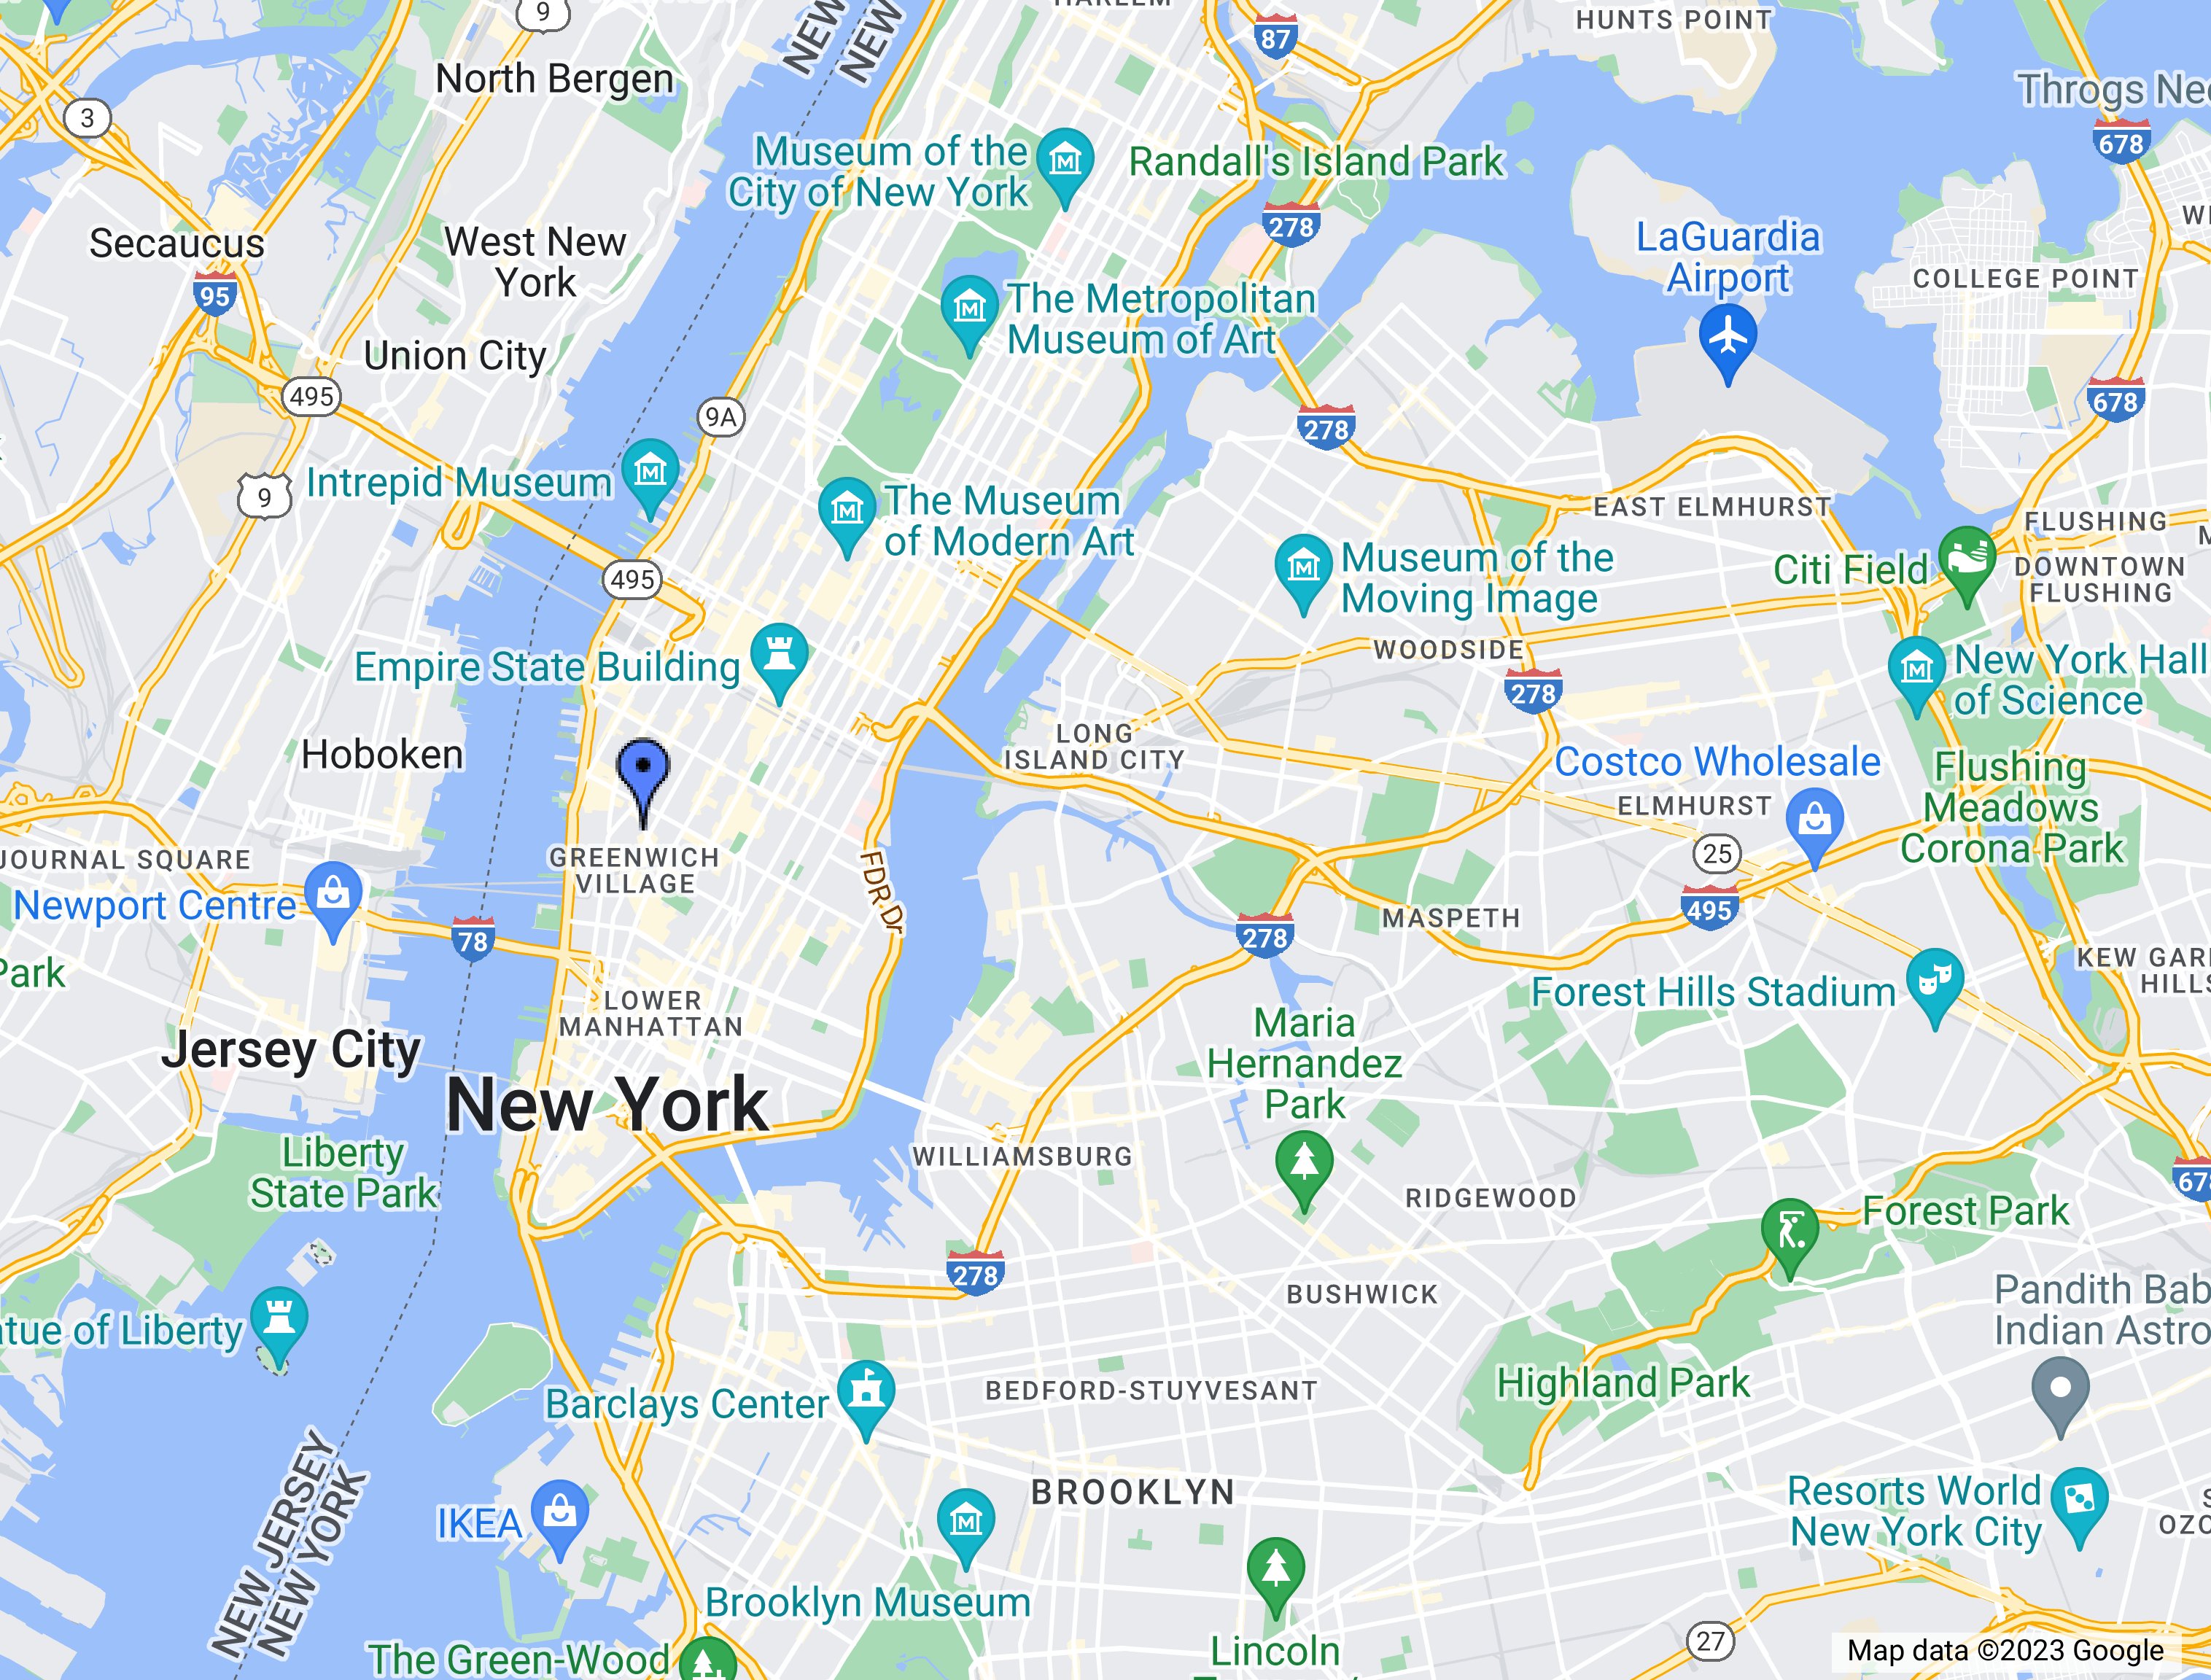 9
HARLEM
87
HUNTS POINT
NEW
NEW
North Bergen
3
Throgs Nec
678
Museum of the
City of New York
Randall's Island Park
278
Secaucus
95
West New
York
LaGuardia
Airport
COLLEGE POINT
The Metropolitan
Museum of Art
Union City
495
9A
278
678
9
Intrepid Museum
The Museum
of Modern Art
EAST ELMHURST
FLUSHING
Citi Field
DOWNTOWN
FLUSHING
495
Museum of the
Moving Image
Empire State Building
WOODSIDE
278
New York Hall
of Science
Hoboken
LONG
ISLAND CITY
Costco Wholesale
ELMHURST
Flushing
Meadows
Corona Park
JOURNAL SQUARE
GREENWICH
VILLAGE
FDR Dr
25
495
Newport Centre
78
278
MASPETH
Park
KEW GAR
HILLS
Forest Hills Stadium
LOWER
MANHATTAN
Jersey City
New York
Maria
Hernandez
Park
Liberty
State Park
WILLIAMSBURG
RIDGEWOOD
678
Forest Park
278
BUSHWICK
Pandith Bab
Indian Astro
atue of Liberty
Barclays Center
BEDFORD-STUYVESANT
Highland Park
NEW JERSEY
NEW YORK
IKEA
BROOKLYN
Resorts World
New York City
OZO
Brooklyn Museum
The Green-Wood
Lincoln
27
Map data ©2023 Google